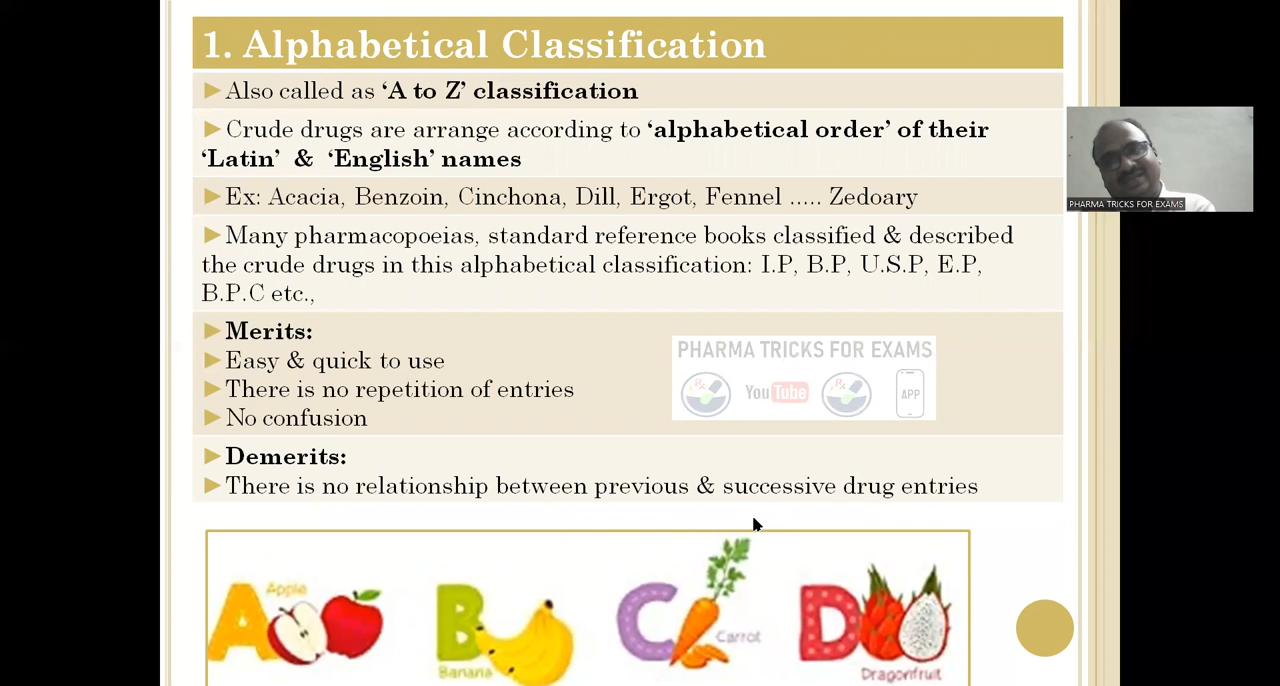 1. Alphabetical Classification
Also called as ‘A to Z’ classification
Crude drugs are arrange according to ‘alphabetical order’ of their
‘Latin’ & ‘English’ names
Ex: Acacia, Benzoin, Cinchona, Dill, Ergot, Fennel ..... Zedoary
Many pharmacopoeias, standard reference books classified & described
the crude drugs in this alphabetical classification: I.P, B.P, U.S.P, E.P,
B.P.C etc.,
Merits:
Easy & quick to use
There is no repetition of entries
No confusion
Demerits:
There is no relationship between previous & successive drug entries
PHARMA TRICKS FOR EXAMS
Rx YouTube Rx APP
PHARMA TRICKS FOR EXAMS
A Apple
B Banana
C Carrot
D Dragonfruit